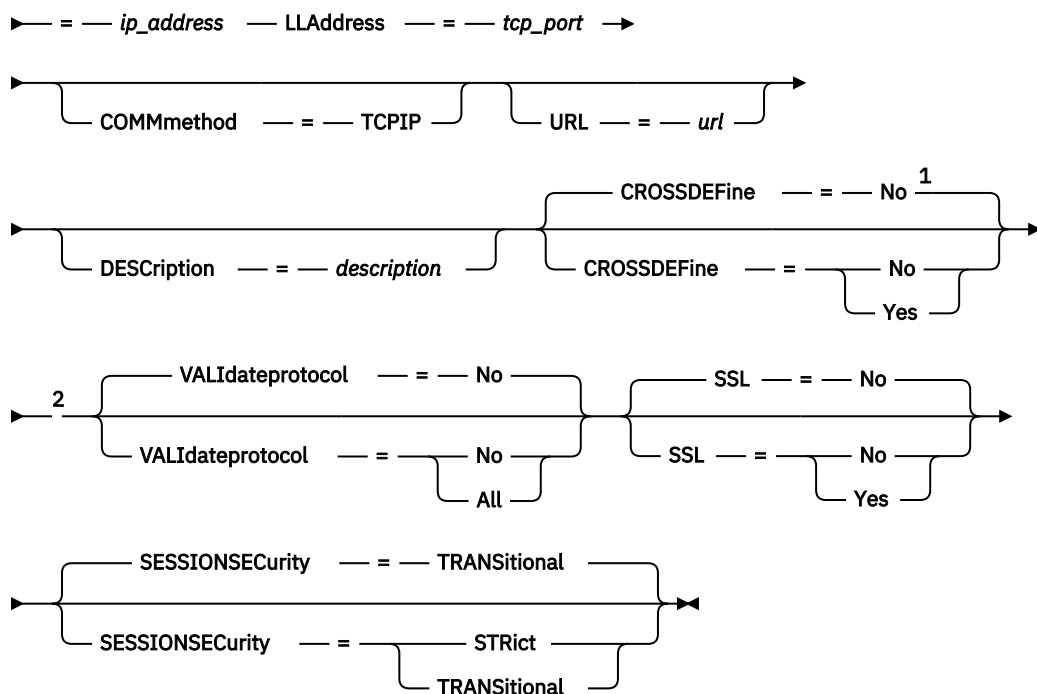 = ip_address LLAddress = tcp_port
COMMmethod = TCPIP URL = url
CROSSDEFine = No 1
DESCription = description CROSSDEFine = No
Yes
2 VALIdateprotocol = No SSL = No
VALIdateprotocol = No SSL = No
All Yes
SESSIONSECurity = TRANSitional
SESSIONSECurity = STRict
TRANSitional